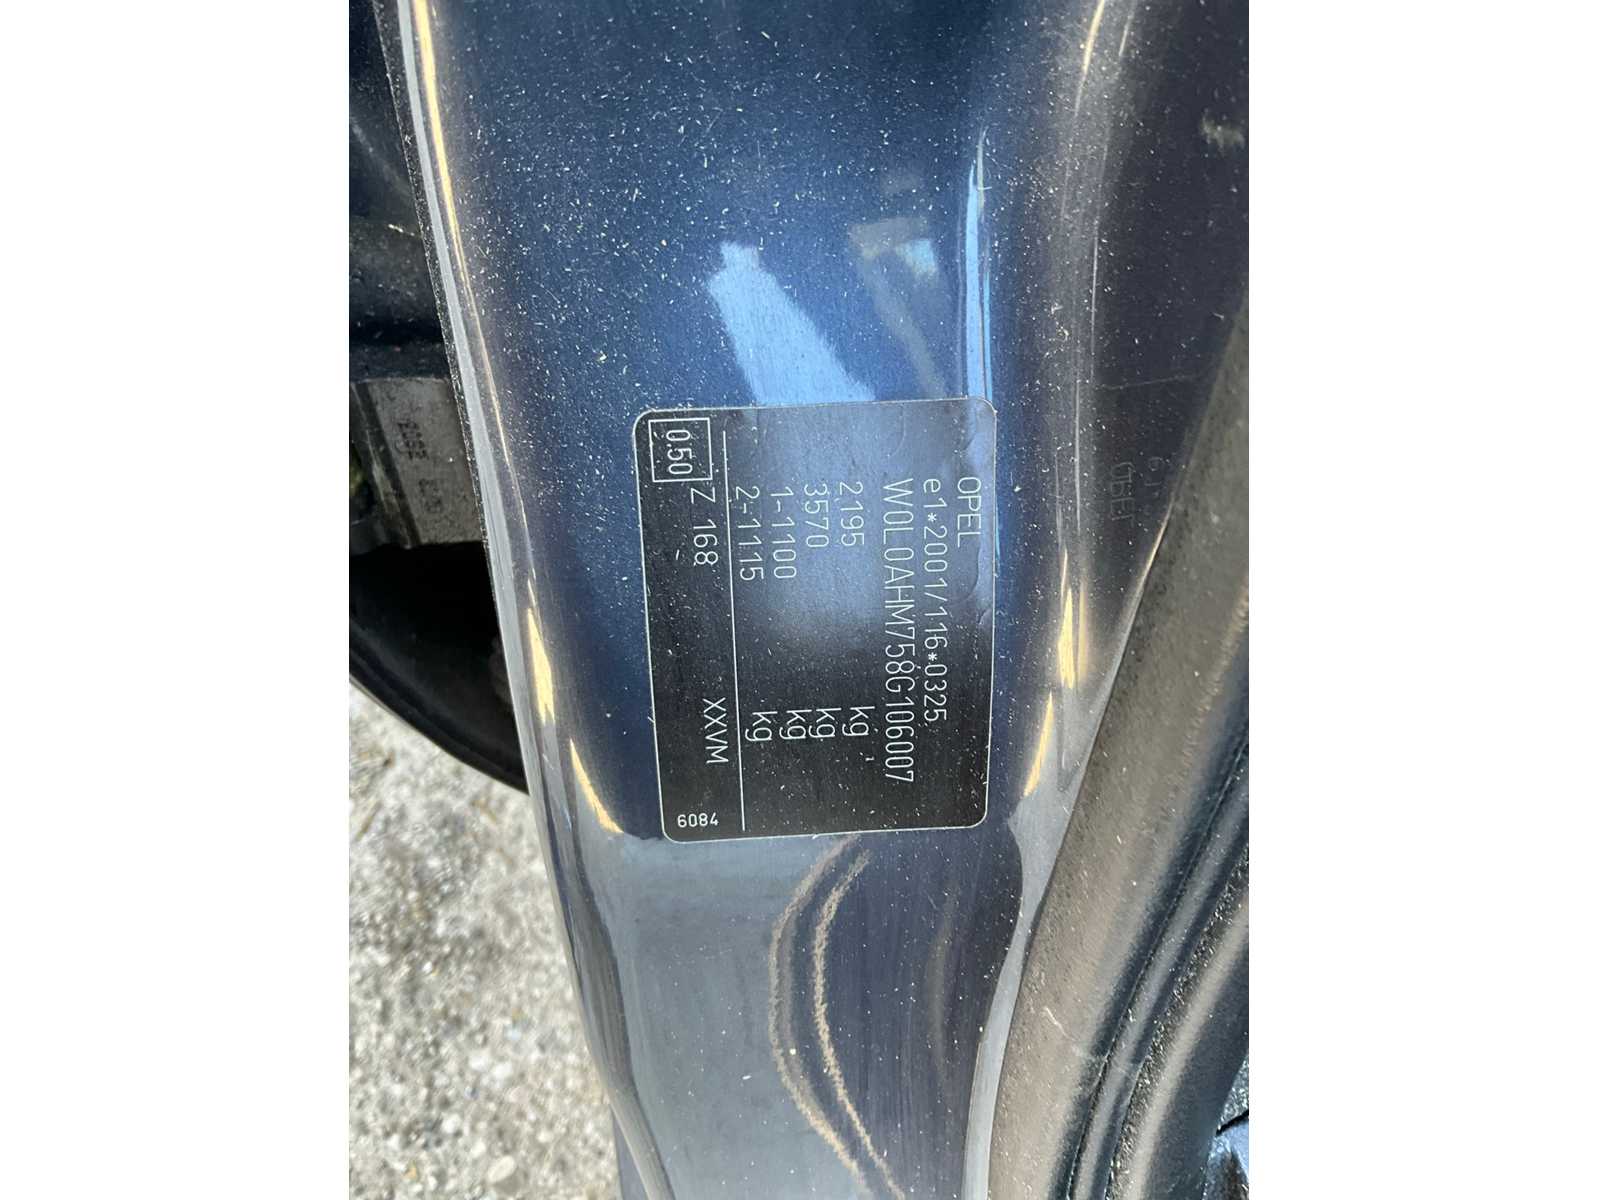 OPEL
e1*2001/116*0325
W0L0AHM758G106007
2195 kg
3570 kg
1-1100 kg
2-1115 kg
Z 168 XXVM
0.50
6084